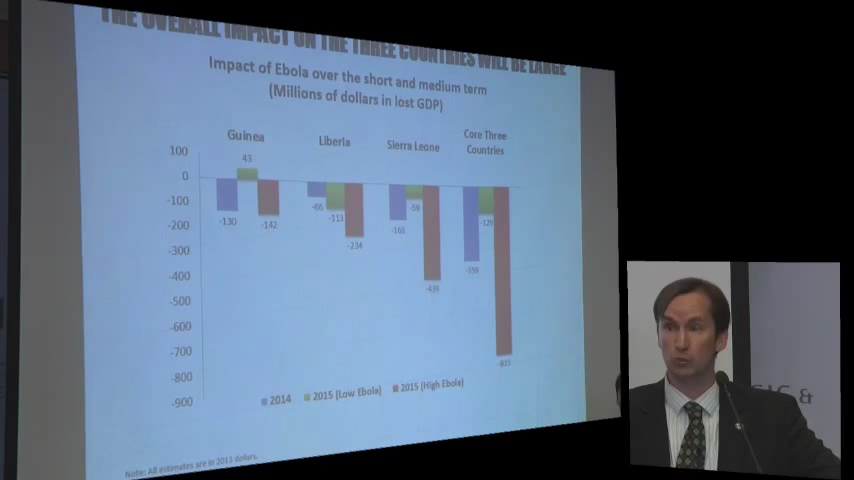 THE OVERALL IMPACT ON THE THREE COUNTRIES WILL BE LARGE
Impact of Ebola over the short and medium term
(Millions of dollars in lost GDP)
Guinea
Liberia
Sierra Leone
Core Three
Countries
100
0
-100
-200
-300
-400
-500
-600
-700
-800
-900
43
-130
-142
-66
-113
-234
-163
-59
-439
-359
-129
-815
2014
2015 (Low Ebola)
2015 (High Ebola)
Note: All estimates are in 2013 dollars.